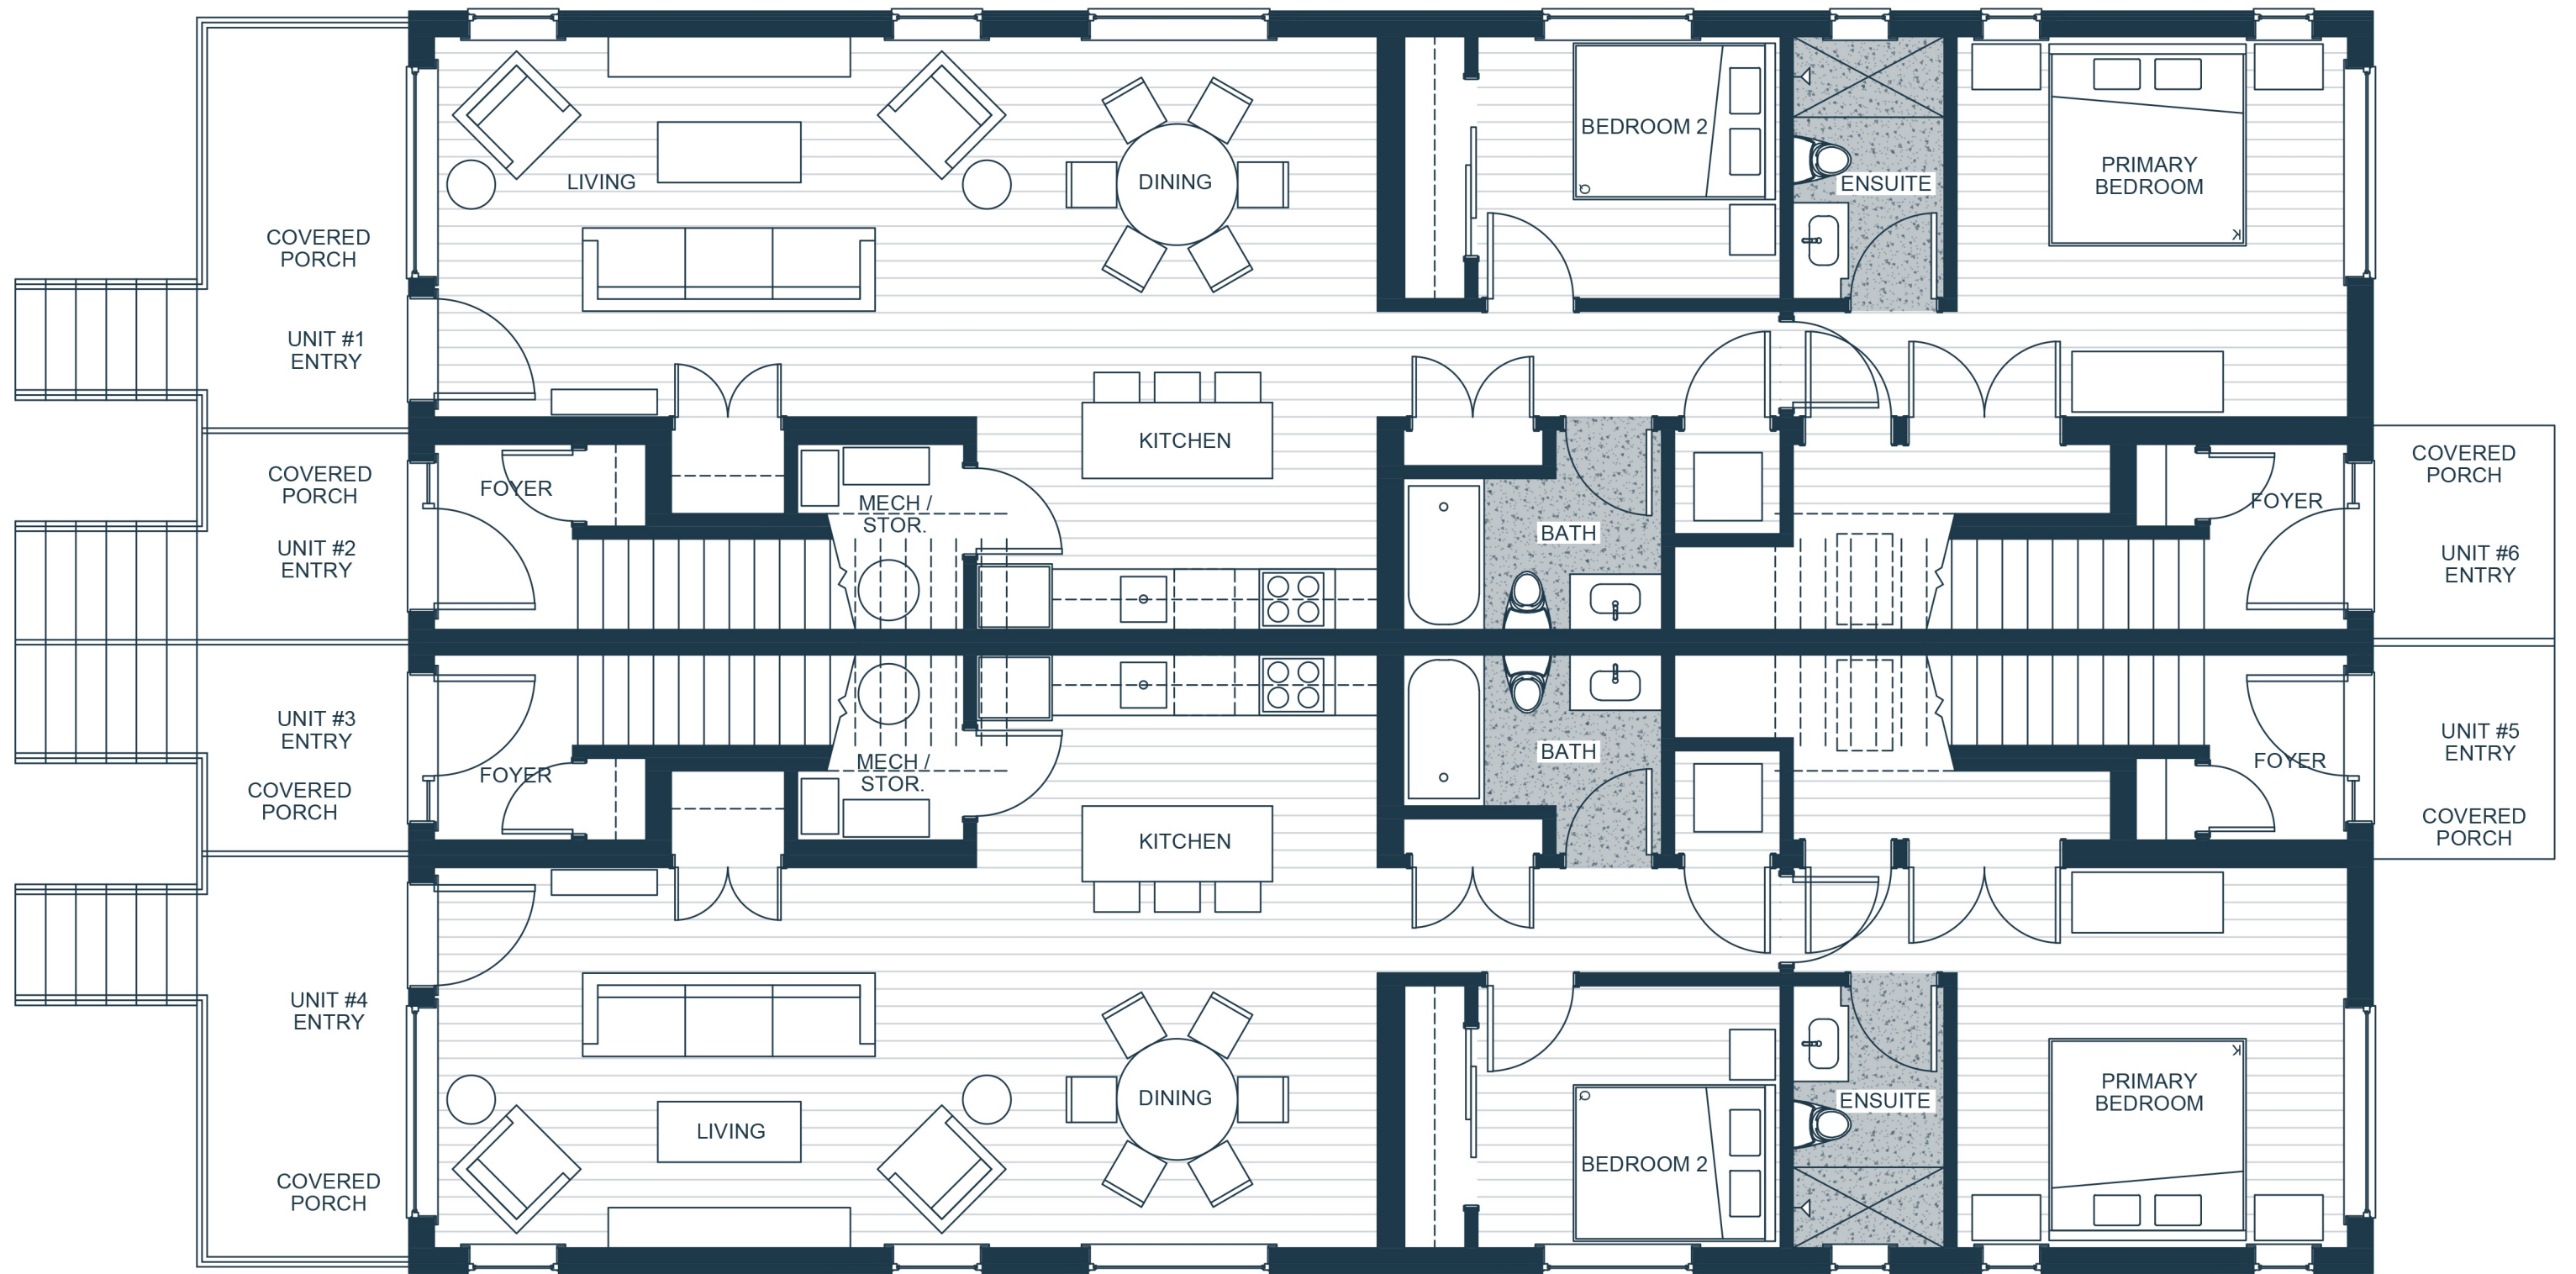 BEDROOM 2
PRIMARY
BEDROOM
LIVING
DINING
ENSUITE
COVERED
PORCH
UNIT #1
ENTRY
KITCHEN
COVERED
PORCH
FOYER
MECH /
STOR.
BATH
COVERED
PORCH
FOYER
UNIT #2
ENTRY
UNIT #6
ENTRY
UNIT #3
ENTRY
FOYER
MECH /
STOR.
BATH
UNIT #5
ENTRY
FOYER
COVERED
PORCH
KITCHEN
COVERED
PORCH
UNIT #4
ENTRY
DINING
ENSUITE
PRIMARY
BEDROOM
LIVING
BEDROOM 2
COVERED
PORCH
Q
K
K
Q